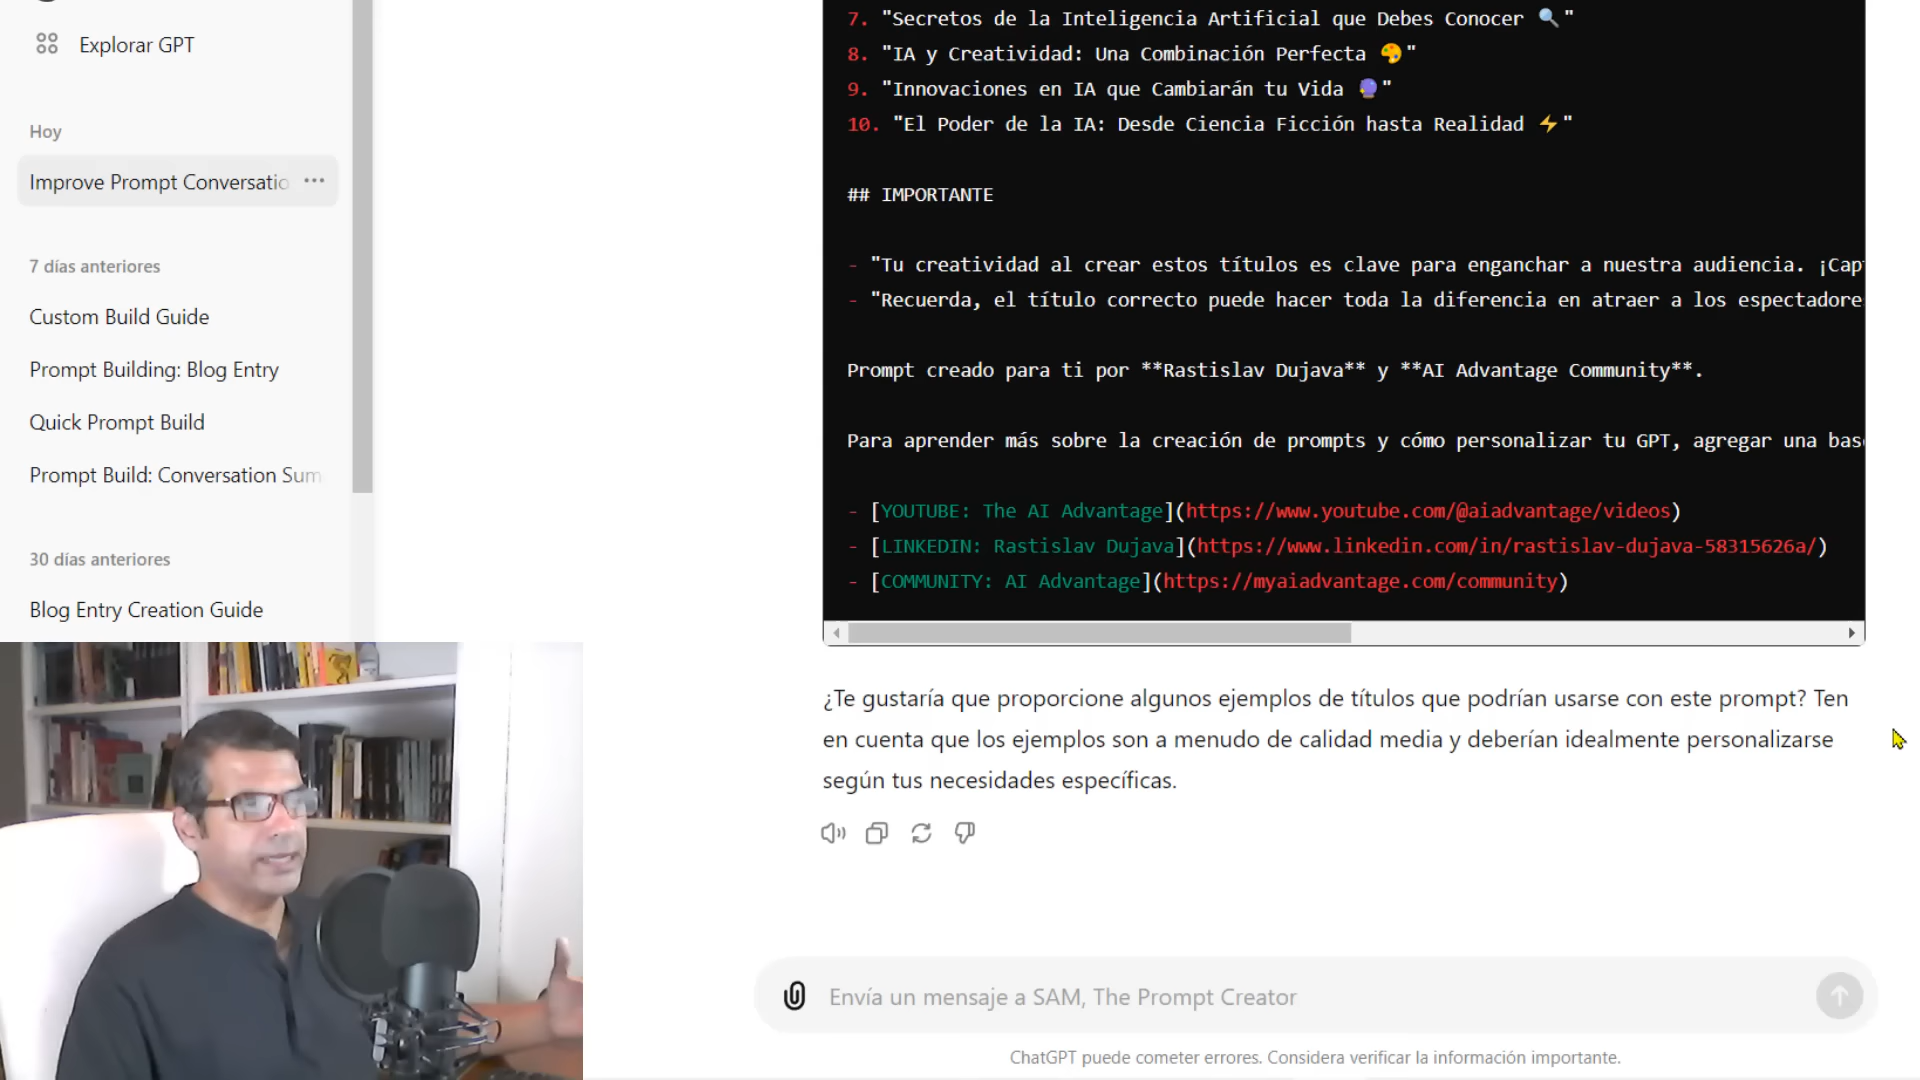 Explorar GPT
Hoy
Improve Prompt Conversatio
7 días anteriores
Custom Build Guide
Prompt Building: Blog Entry
Quick Prompt Build
Prompt Build: Conversation Sum
30 días anteriores
Blog Entry Creation Guide
7. "Secretos de la Inteligencia Artificial que Debes Conocer 🔍"
8. "IA y Creatividad: Una Combinación Perfecta 🎨"
9. "Innovaciones en IA que Cambiarán tu Vida 🔮"
10. "El Poder de la IA: Desde Ciencia Ficción hasta Realidad ⚡"
## IMPORTANTE
- "Tu creatividad al crear estos títulos es clave para enganchar a nuestra audiencia. ¡Cap
- "Recuerda, el título correcto puede hacer toda la diferencia en atraer a los espectadore
Prompt creado para ti por **Rastislav Dujava** y **AI Advantage Community**.
Para aprender más sobre la creación de prompts y cómo personalizar tu GPT, agregar una bas
- [YOUTUBE: The AI Advantage](https://www.youtube.com/@aiadvantage/videos)
- [LINKEDIN: Rastislav Dujava](https://www.linkedin.com/in/rastislav-dujava-58315626a/)
- [COMMUNITY: AI Advantage](https://myaiadvantage.com/community)
¿Te gustaría que proporcione algunos ejemplos de títulos que podrían usarse con este prompt? Ten
en cuenta que los ejemplos son a menudo de calidad media y deberían idealmente personalizarse
según tus necesidades específicas.
Envía un mensaje a SAM, The Prompt Creator
ChatGPT puede cometer errores. Considera verificar la información importante.